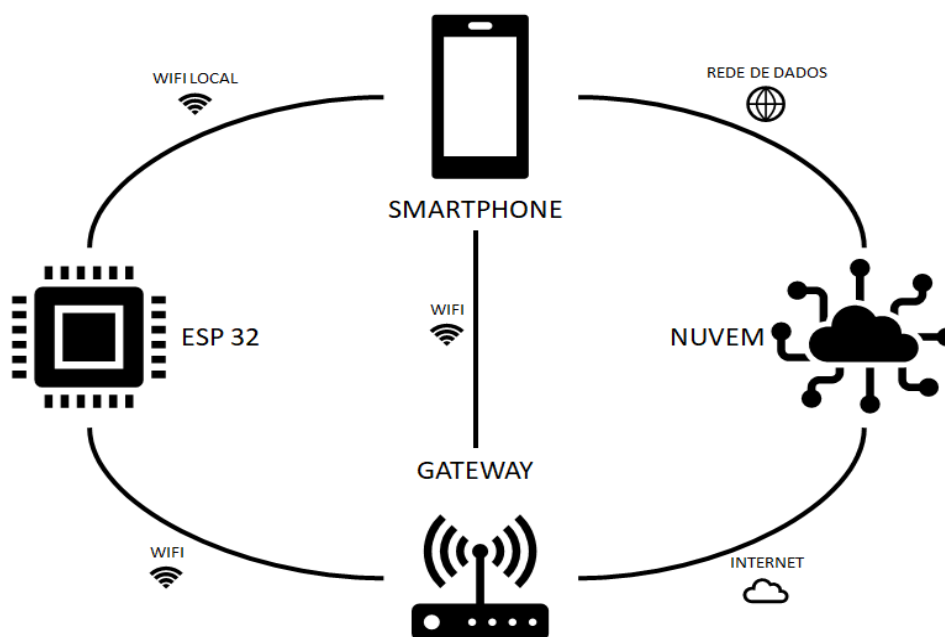 WIFI LOCAL
REDE DE DADOS
SMARTPHONE
WIFI
ESP 32
NUVEM
GATEWAY
WIFI
INTERNET